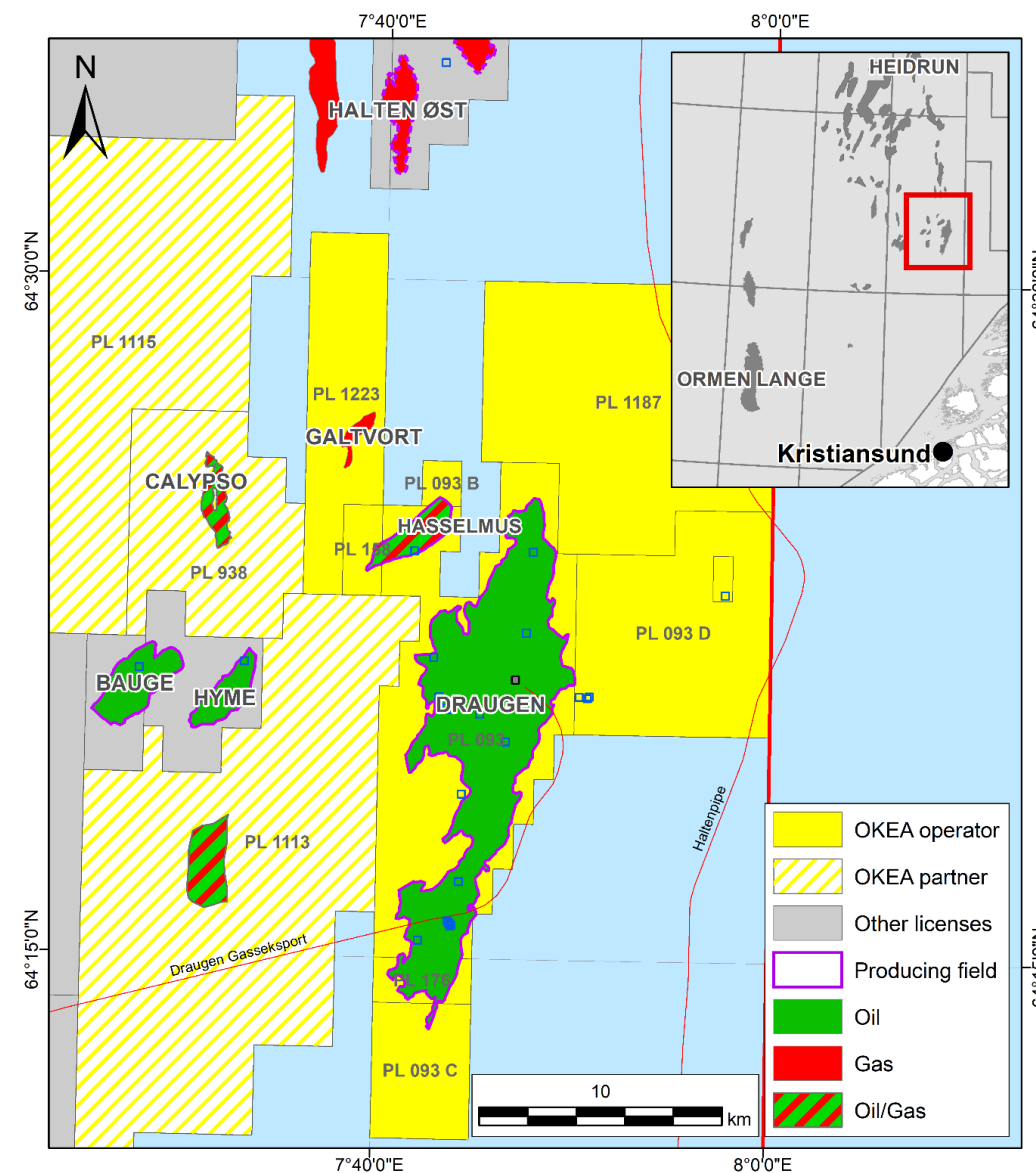 7°40'0"E
8°0'0"E
N
HALTEN ØST
HEIDRUN
ORMEN LANGE
Kristiansund
64°30'0"N
PL 1115
PL 1223
PL 1187
GALTVORT
CALYPSO
PL 093 B
HASSELMUS
PL 938
PL 093 D
BAUGE
HYME
DRAUGEN
PL 093
Haltenpipe
PL 1113
OKEA operator
OKEA partner
Other licenses
Producing field
Oil
Gas
Oil/Gas
64°15'0"N
Draugen Gasseksport
PL 176
PL 093 C
10
km
7°40'0"E
8°0'0"E